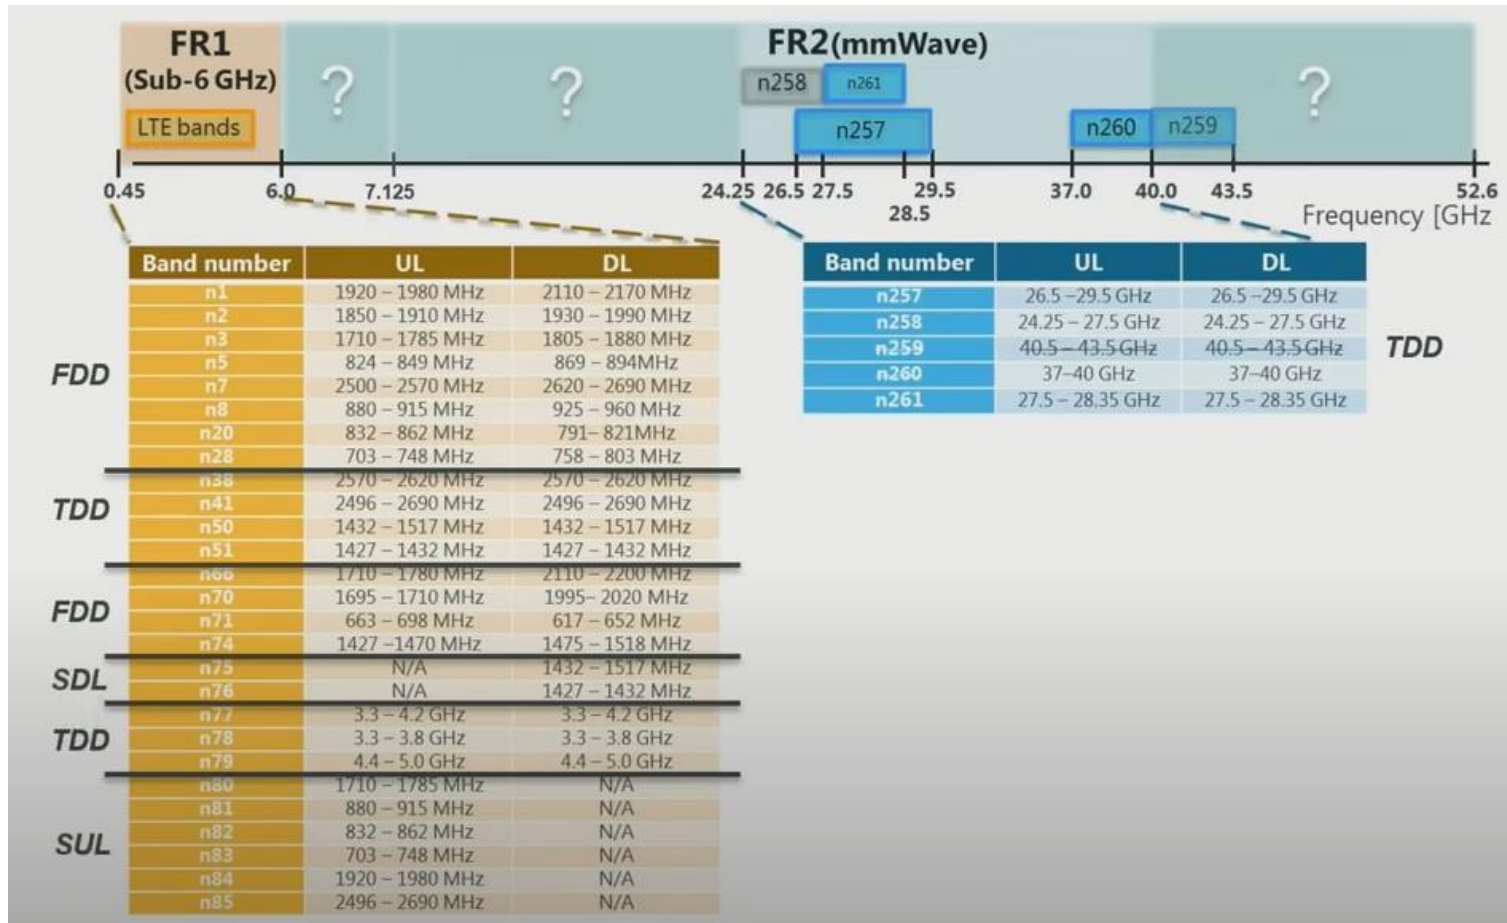 FR1
(Sub-6 GHz)
LTE bands
?
?
FR2(mmWave)
n258
n261
n257
n260
n259
?
0.45
6.0
7.125
24.25
26.5
27.5
28.5
29.5
37.0
40.0
43.5
52.6
Frequency [GHz
Band number UL DL
FDD
n1 1920 – 1980 MHz 2110 – 2170 MHz
n2 1850 – 1910 MHz 1930 – 1990 MHz
n3 1710 – 1785 MHz 1805 – 1880 MHz
n5 824 – 849 MHz 869 – 894MHz
n7 2500 – 2570 MHz 2620 – 2690 MHz
n8 880 – 915 MHz 925 – 960 MHz
n20 832 – 862 MHz 791– 821MHz
n28 703 – 748 MHz 758 – 803 MHz
TDD
n38 2570 – 2620 MHz 2570 – 2620 MHz
n41 2496 – 2690 MHz 2496 – 2690 MHz
n50 1432 – 1517 MHz 1432 – 1517 MHz
n51 1427 – 1432 MHz 1427 – 1432 MHz
FDD
n66 1710 – 1780 MHz 2110 – 2200 MHz
n70 1695 – 1710 MHz 1995– 2020 MHz
n71 663 – 698 MHz 617 – 652 MHz
n74 1427 –1470 MHz 1475 – 1518 MHz
SDL
n75 N/A 1432 – 1517 MHz
n76 N/A 1427 – 1432 MHz
TDD
n77 3.3 – 4.2 GHz 3.3 – 4.2 GHz
n78 3.3 – 3.8 GHz 3.3 – 3.8 GHz
n79 4.4 – 5.0 GHz 4.4 – 5.0 GHz
SUL
n80 1710 – 1785 MHz N/A
n81 880 – 915 MHz N/A
n82 832 – 862 MHz N/A
n83 703 – 748 MHz N/A
n84 1920 – 1980 MHz N/A
n85 2496 – 2690 MHz N/A
Band number UL DL
n257 26.5 –29.5 GHz 26.5 –29.5 GHz
n258 24.25 – 27.5 GHz 24.25 – 27.5 GHz
n259 40.5 – 43.5 GHz 40.5 – 43.5 GHz
n260 37–40 GHz 37–40 GHz
n261 27.5 – 28.35 GHz 27.5 – 28.35 GHz
TDD